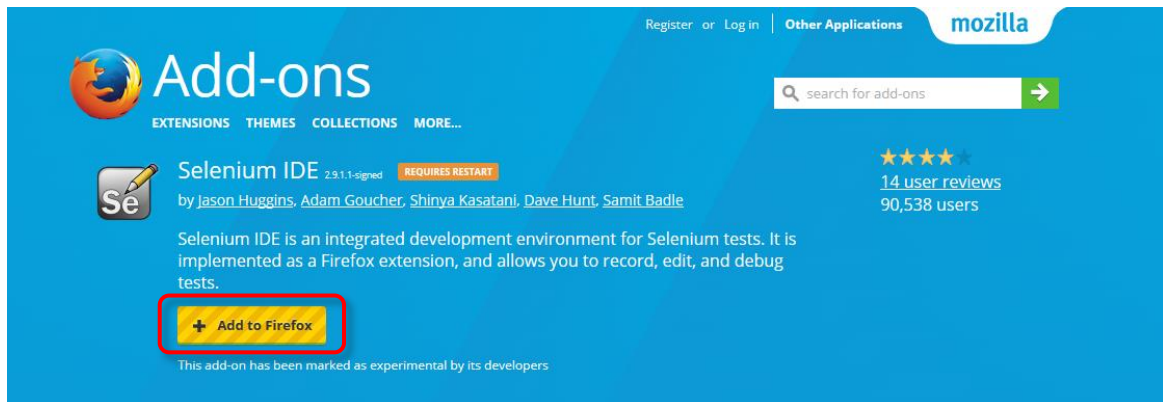 Register or Log in | Other Applications
mozilla
Add-ons
search for add-ons
EXTENSIONS THEMES COLLECTIONS MORE...
Se
Selenium IDE 2.9.1.1-signed REQUIRES RESTART
by Jason Huggins, Adam Goucher, Shinya Kasatani, Dave Hunt, Samit Badle
14 user reviews
90,538 users
Selenium IDE is an integrated development environment for Selenium tests. It is
implemented as a Firefox extension, and allows you to record, edit, and debug
tests.
+ Add to Firefox
This add-on has been marked as experimental by its developers